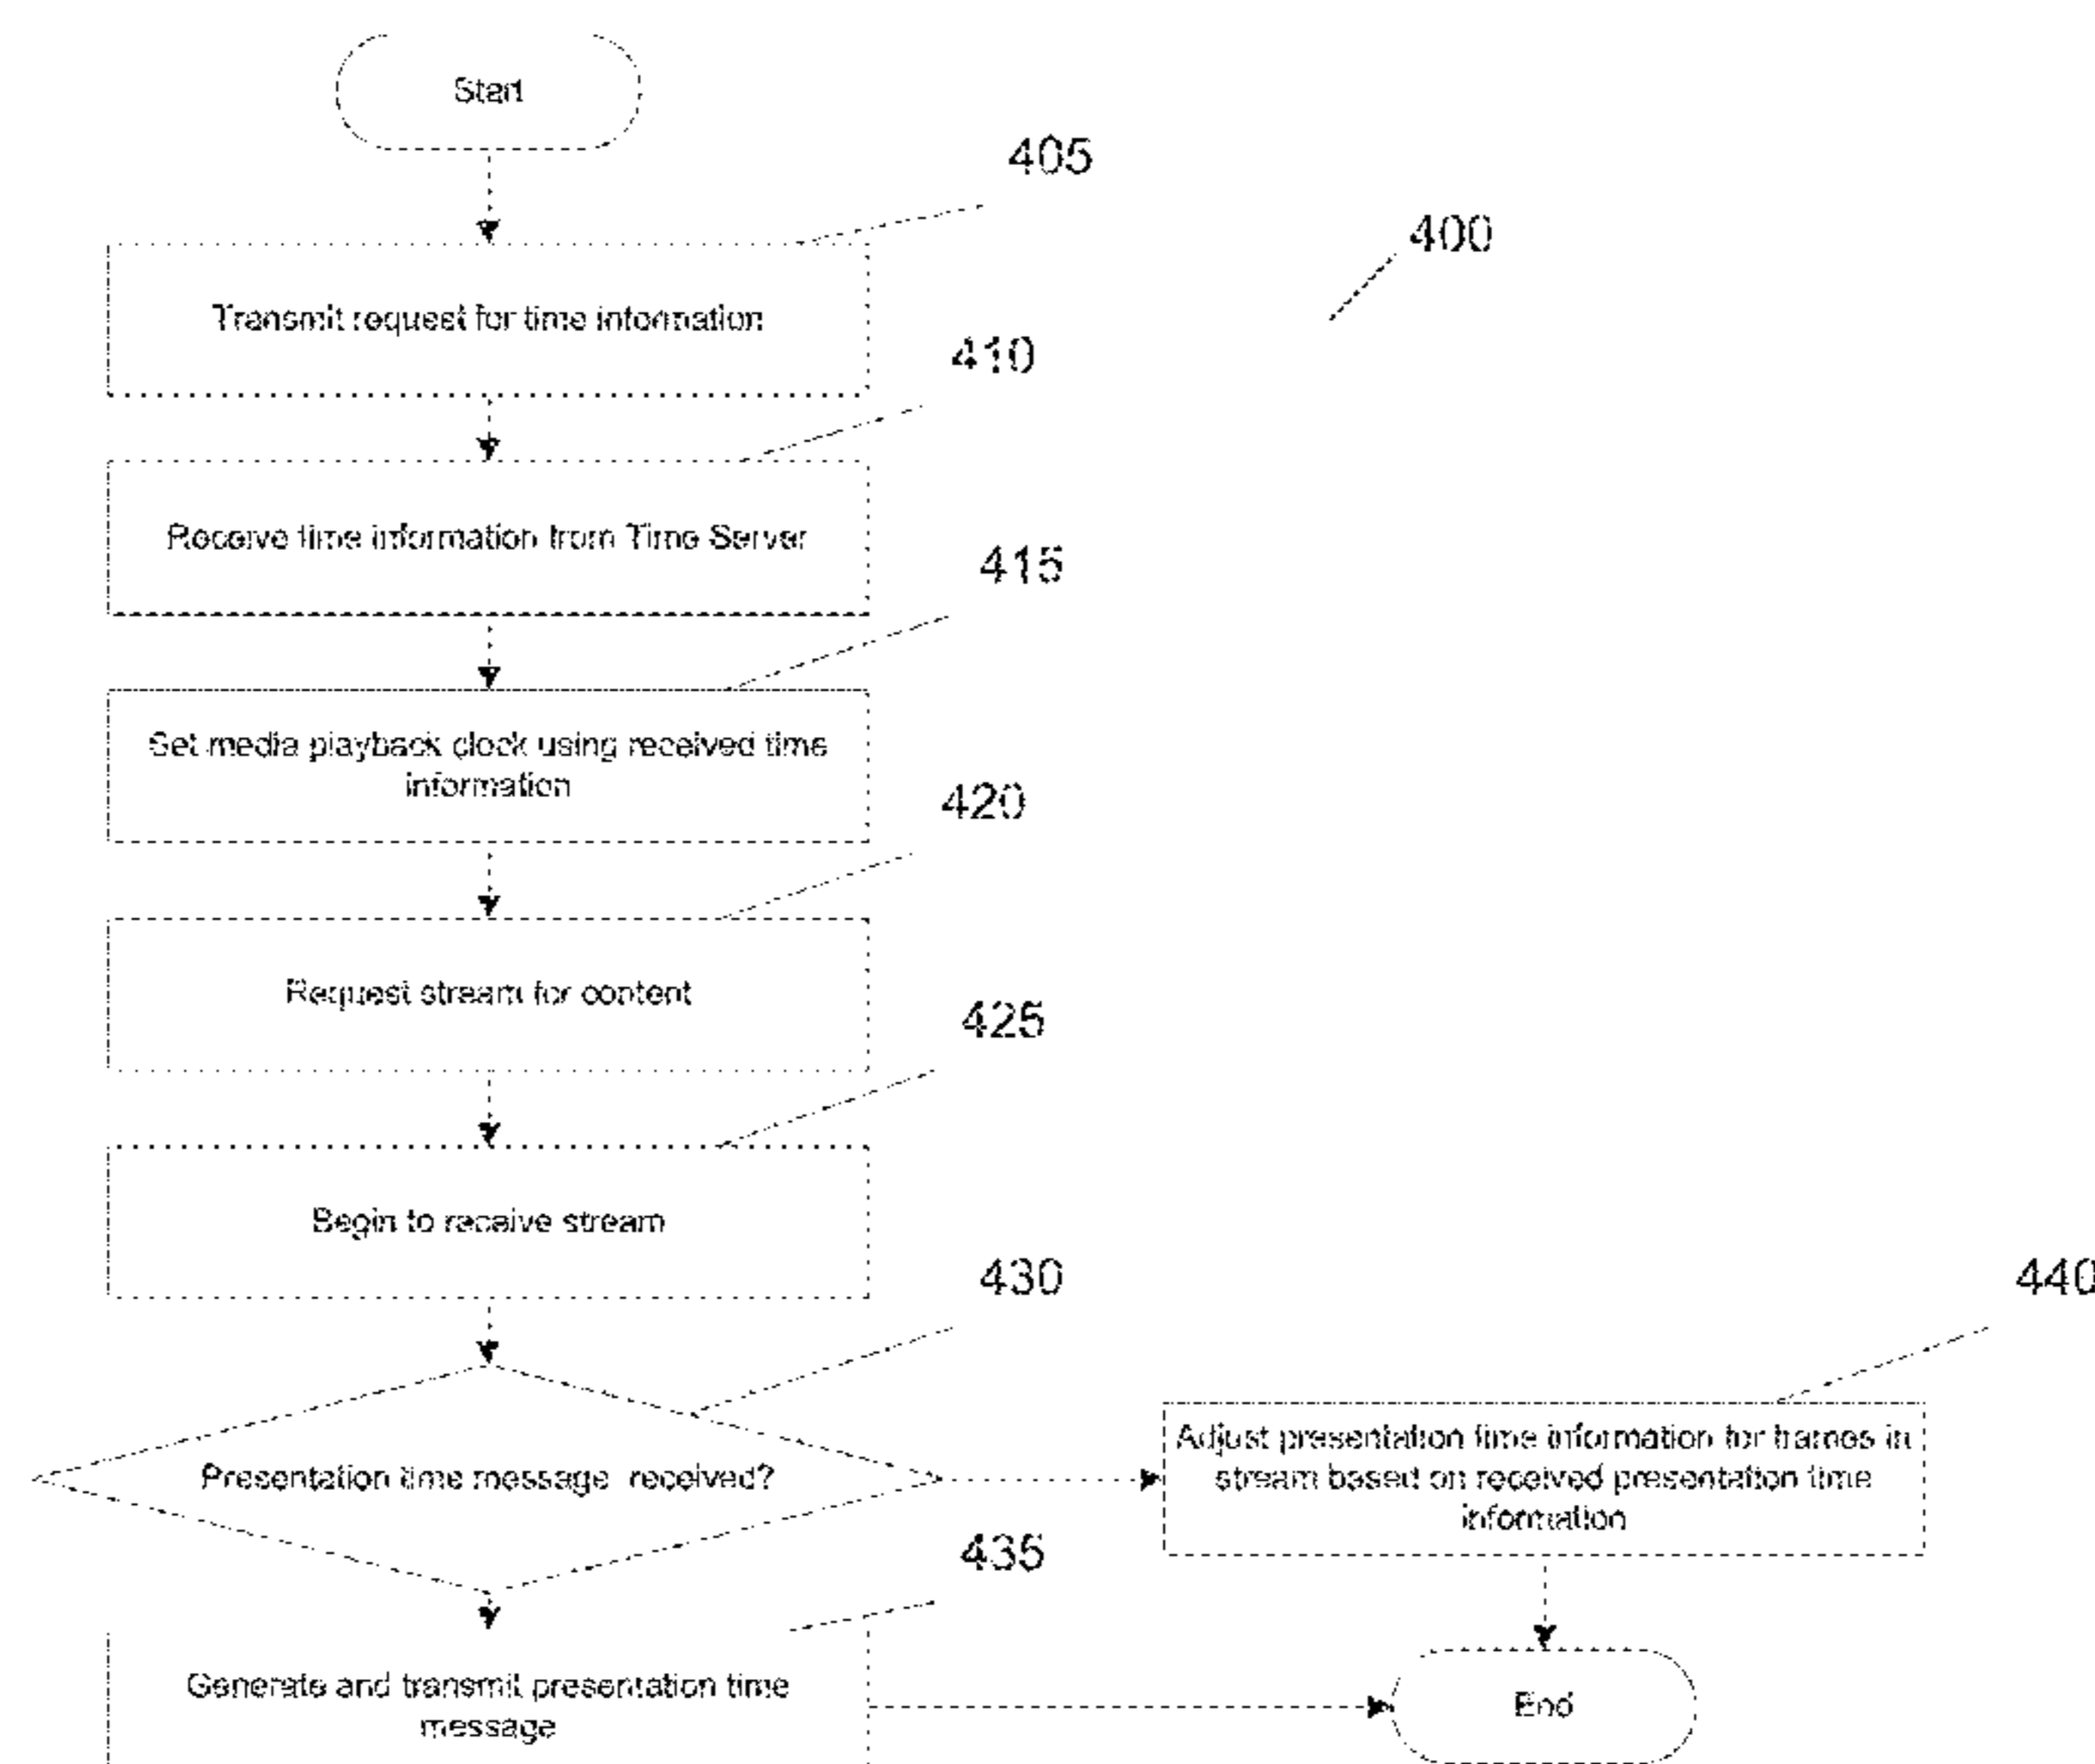 Start
405
400
Transmit request for time information
410
Receive time information from Time Server
415
Set media playback clock using received time
information
420
Request stream for content
425
Begin to receive stream
430
440
Presentation time message received?
Adjust presentation time information for frames in
stream based on received presentation time
information
435
Generate and transmit presentation time
message
End